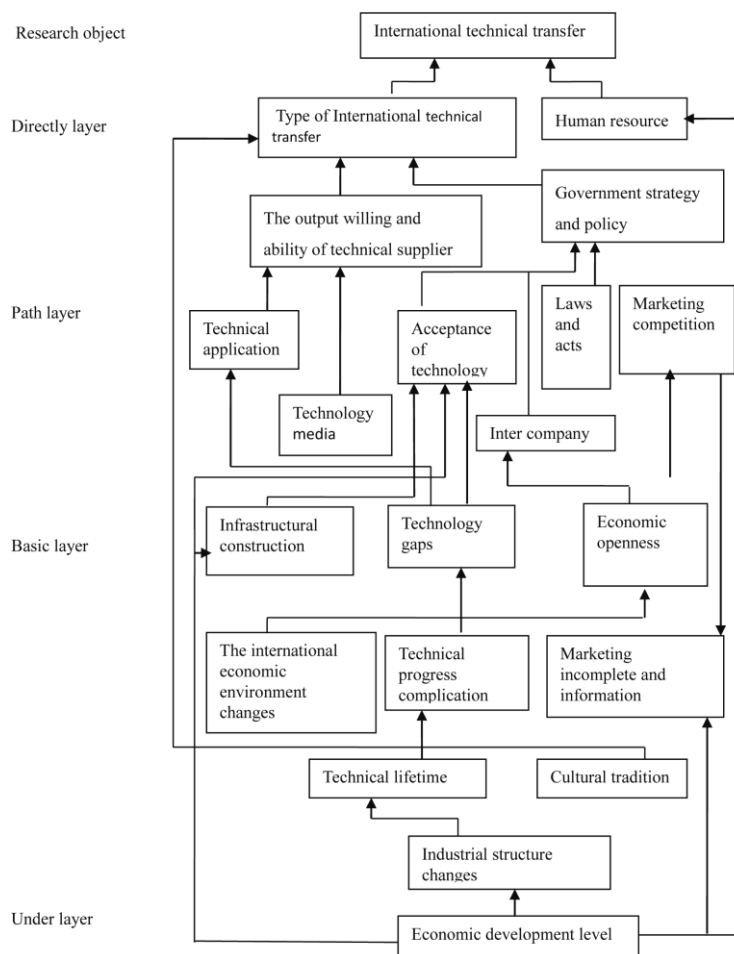 Research object
International technical transfer
Directly layer
Type of International technical
transfer
Human resource
Government strategy
and policy
The output willing and
ability of technical supplier
Path layer
Technical
application
Acceptance
of
technology
Laws
and
acts
Marketing
competition
Technology
media
Inter company
Basic layer
Infrastructural
construction
Technology
gaps
Economic
openness
The international
economic
environment
changes
Technical
progress
complication
Marketing
incomplete and
information
Technical lifetime
Cultural tradition
Industrial structure
changes
Under layer
Economic development level